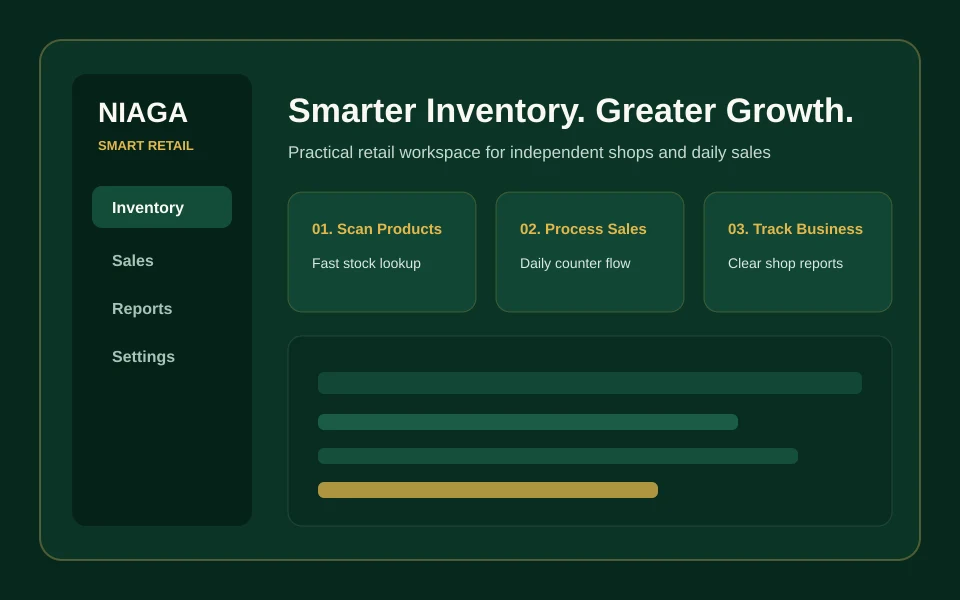 NIAGA
SMART RETAIL
Inventory
Sales
Reports
Settings
Smarter Inventory. Greater Growth.
Practical retail workspace for independent shops and daily sales
01. Scan Products
Fast stock lookup
02. Process Sales
Daily counter flow
03. Track Business
Clear shop reports